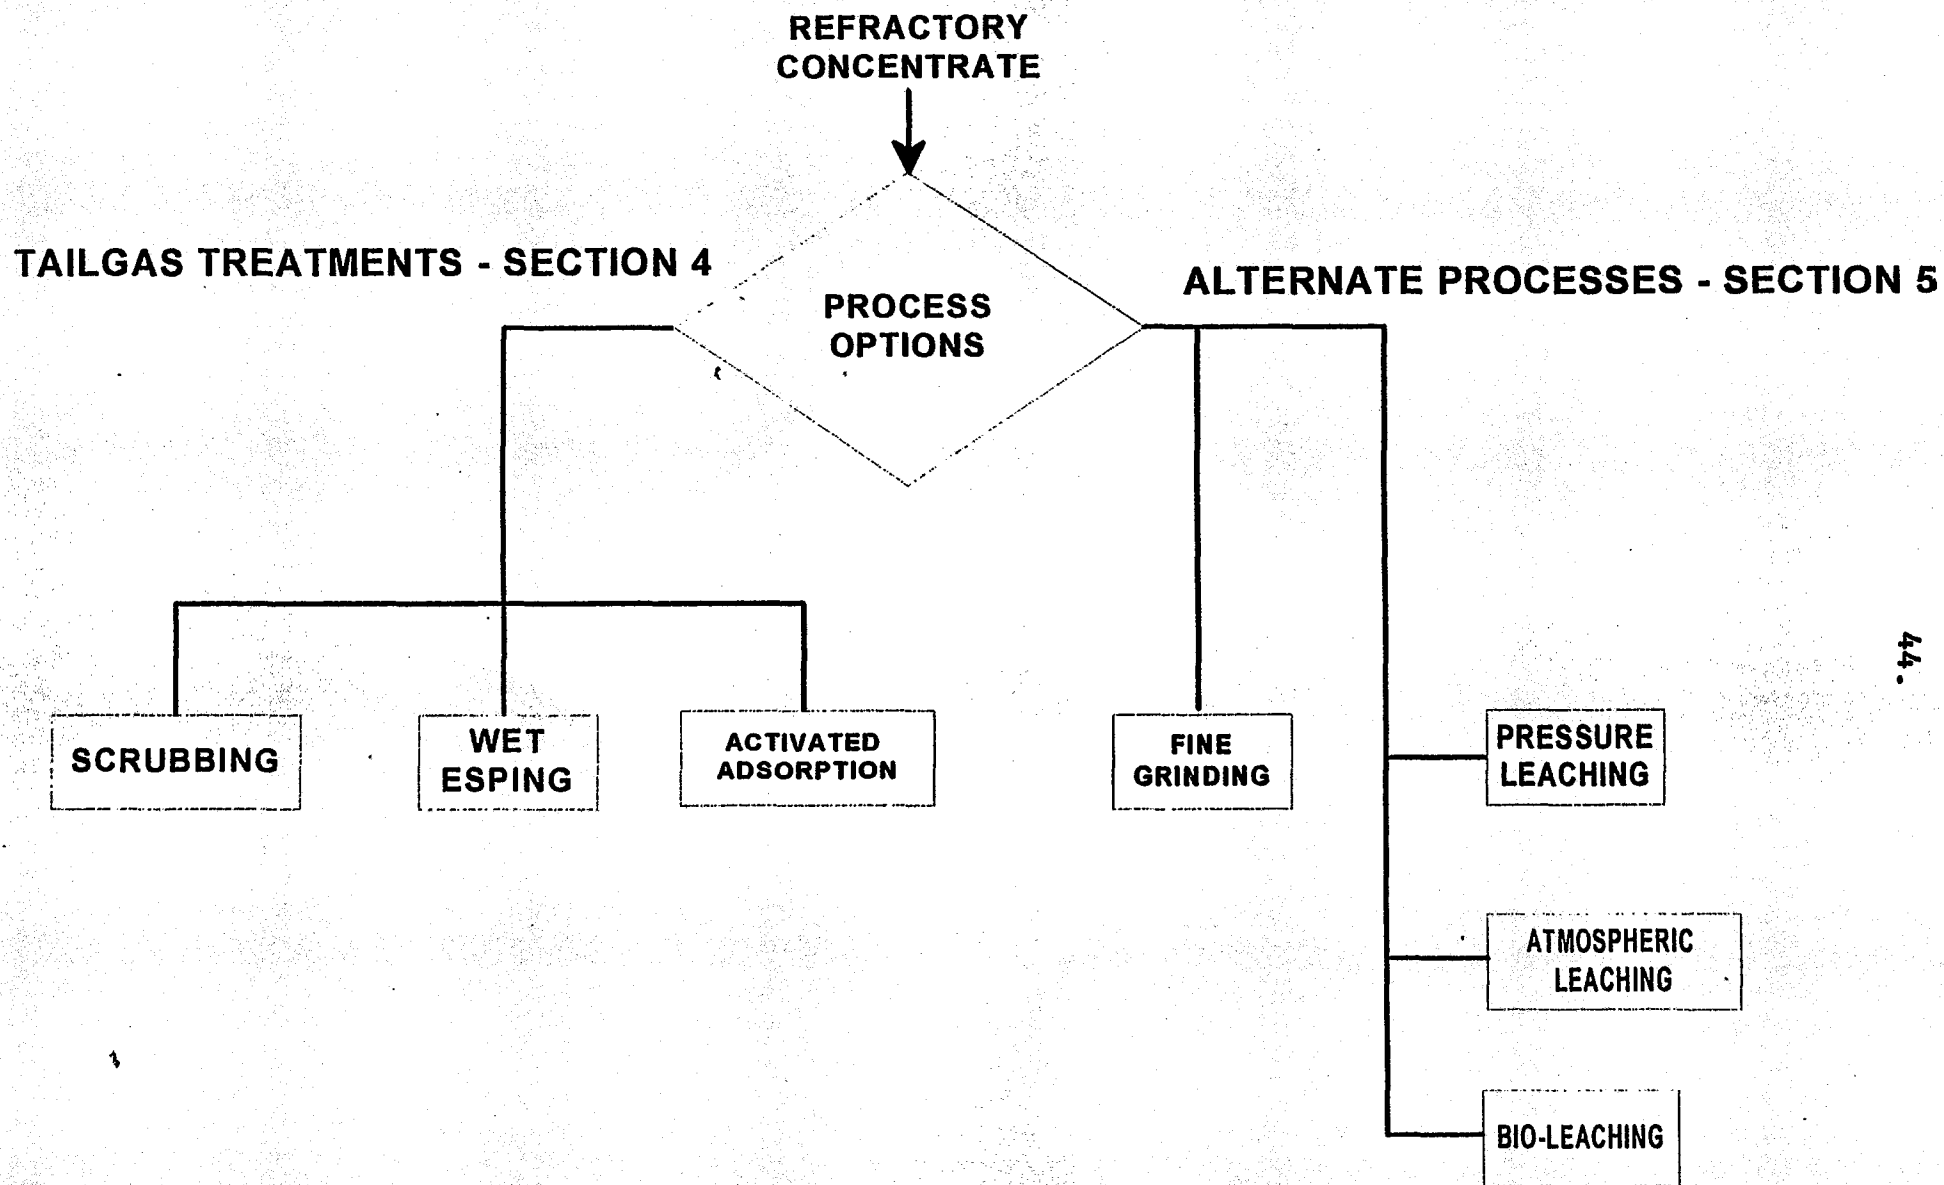 REFRACTORY
CONCENTRATE
TAILGAS TREATMENTS - SECTION 4
ALTERNATE PROCESSES - SECTION 5
PROCESS
OPTIONS
44.
SCRUBBING
WET
ESPING
ACTIVATED
ADSORPTION
FINE
GRINDING
PRESSURE
LEACHING
ATMOSPHERIC
LEACHING
BIO-LEACHING